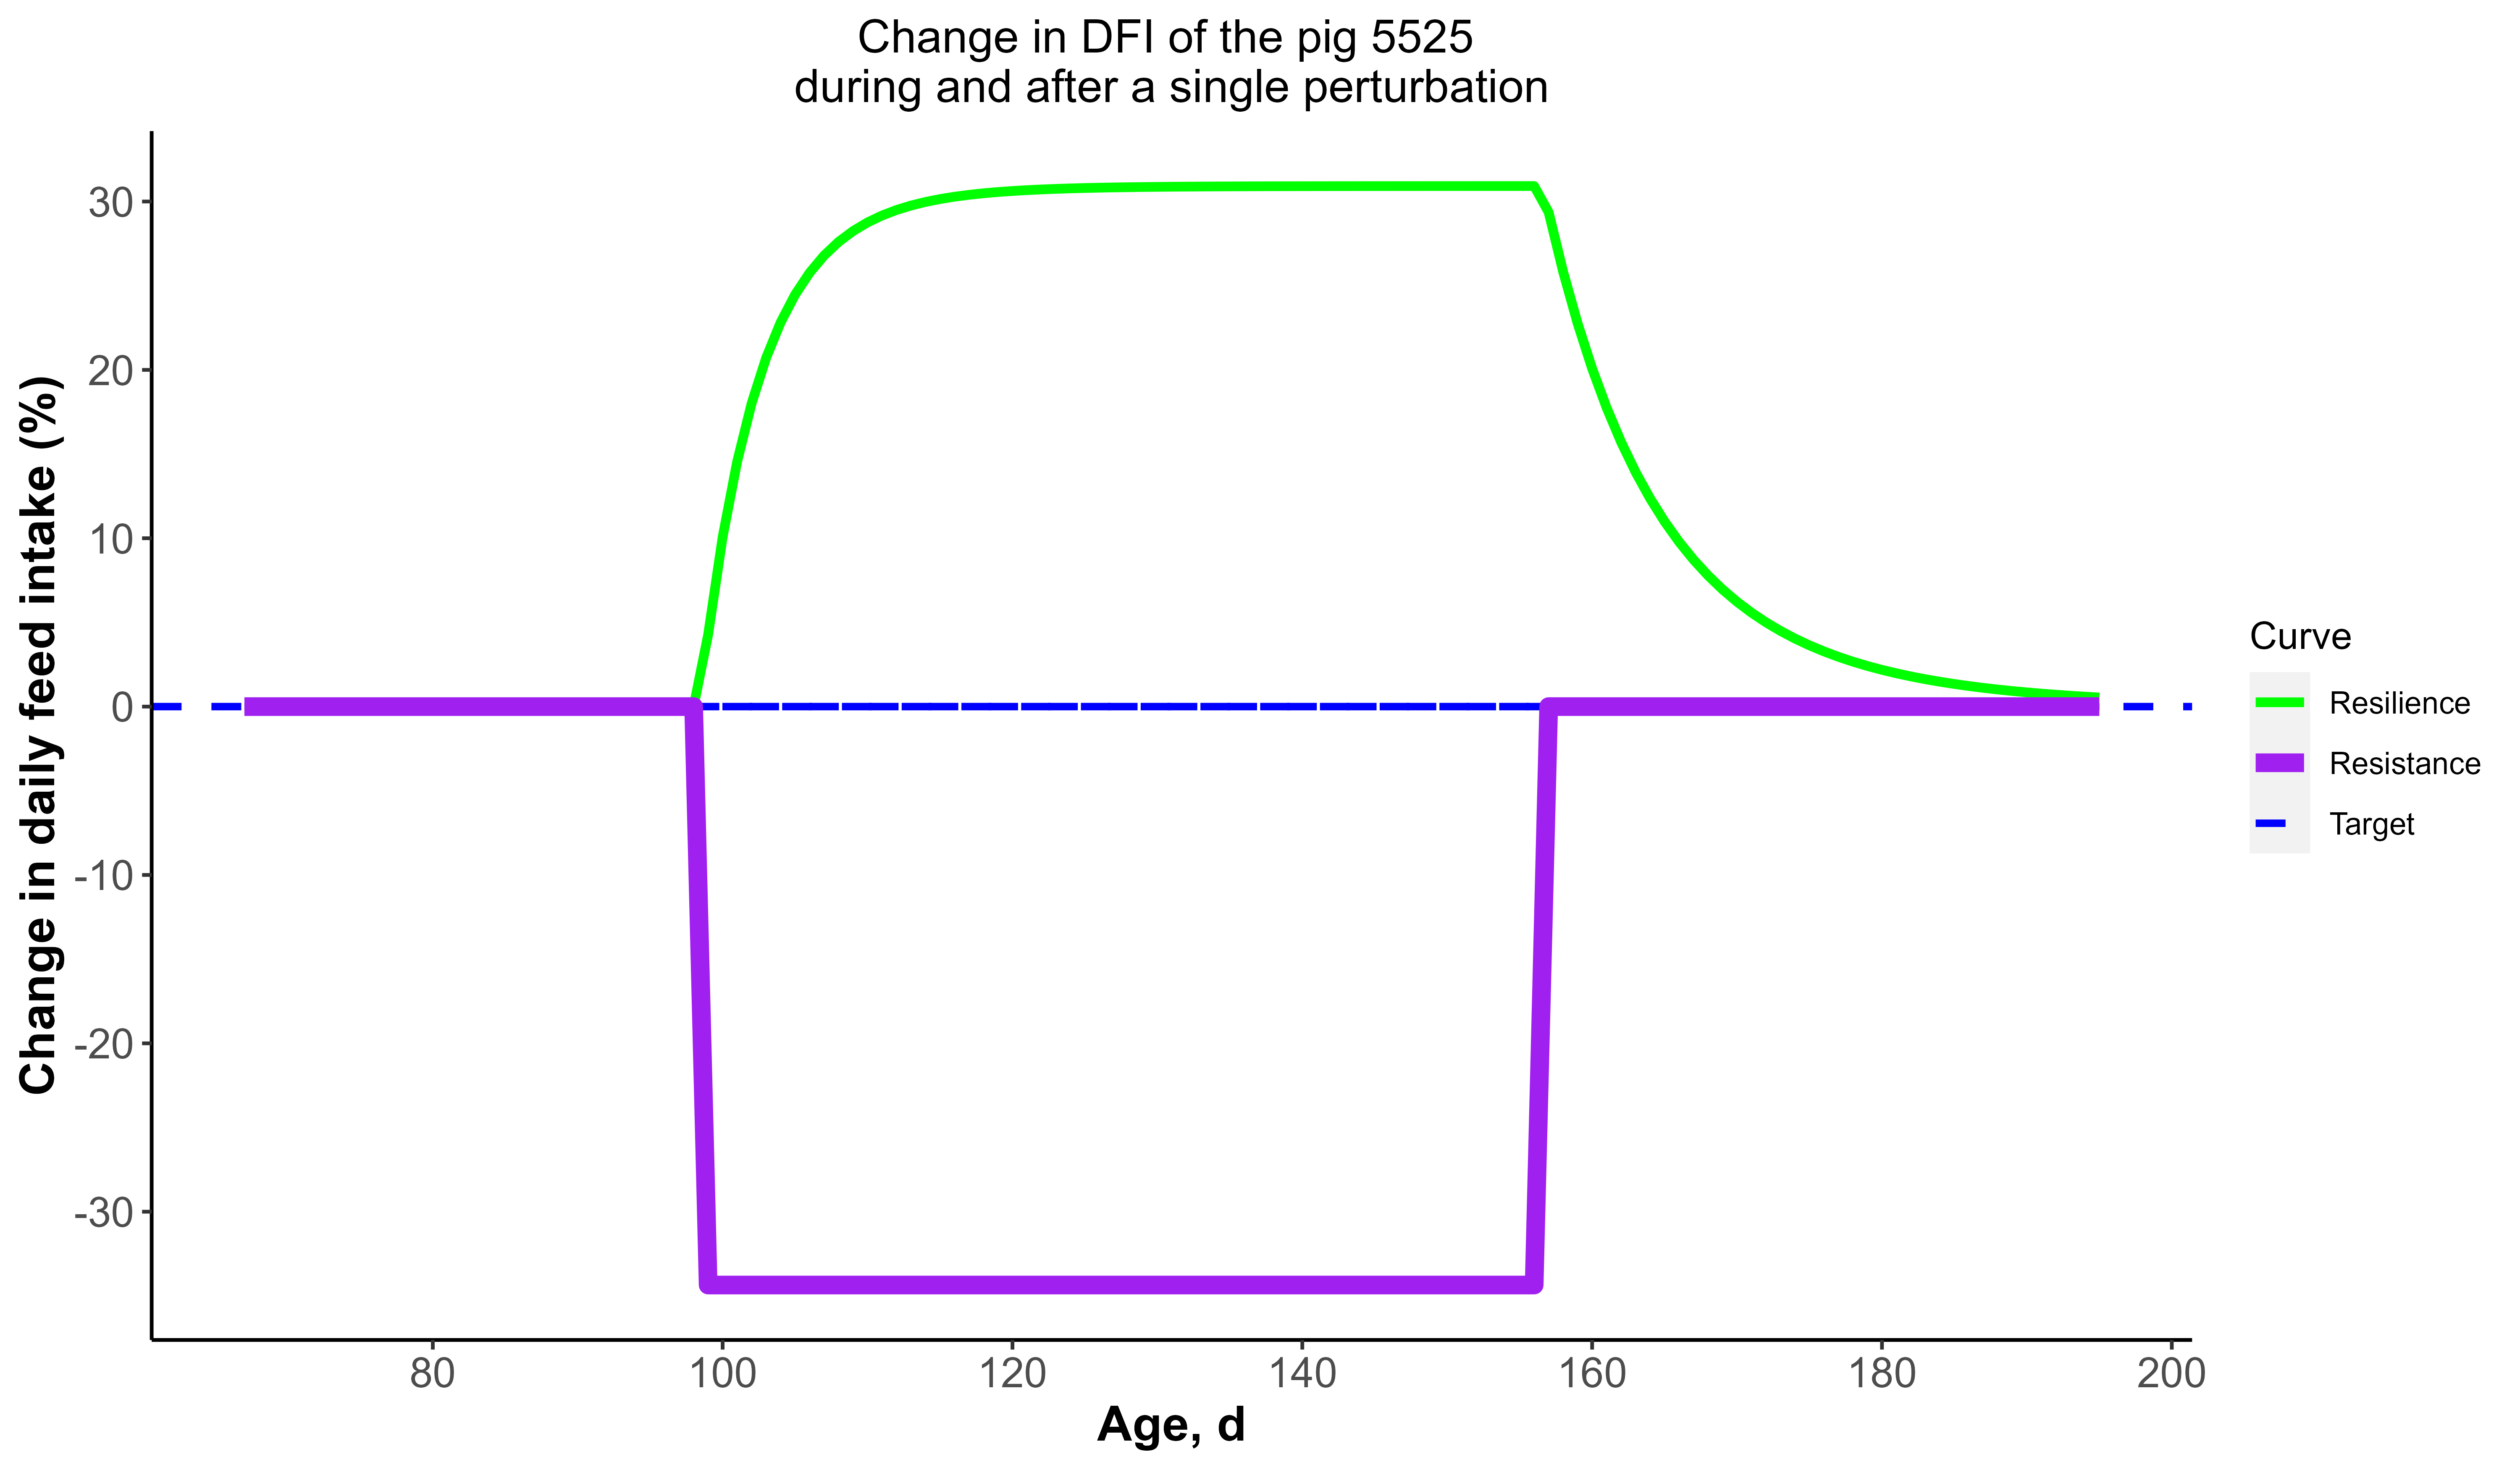 Change in DFI of the pig 5525
during and after a single perturbation
Change in daily feed intake (%)
30
20
10
0
-10
-20
-30
80
100
120
140
160
180
200
Age, d
Curve
Resilience
Resistance
Target